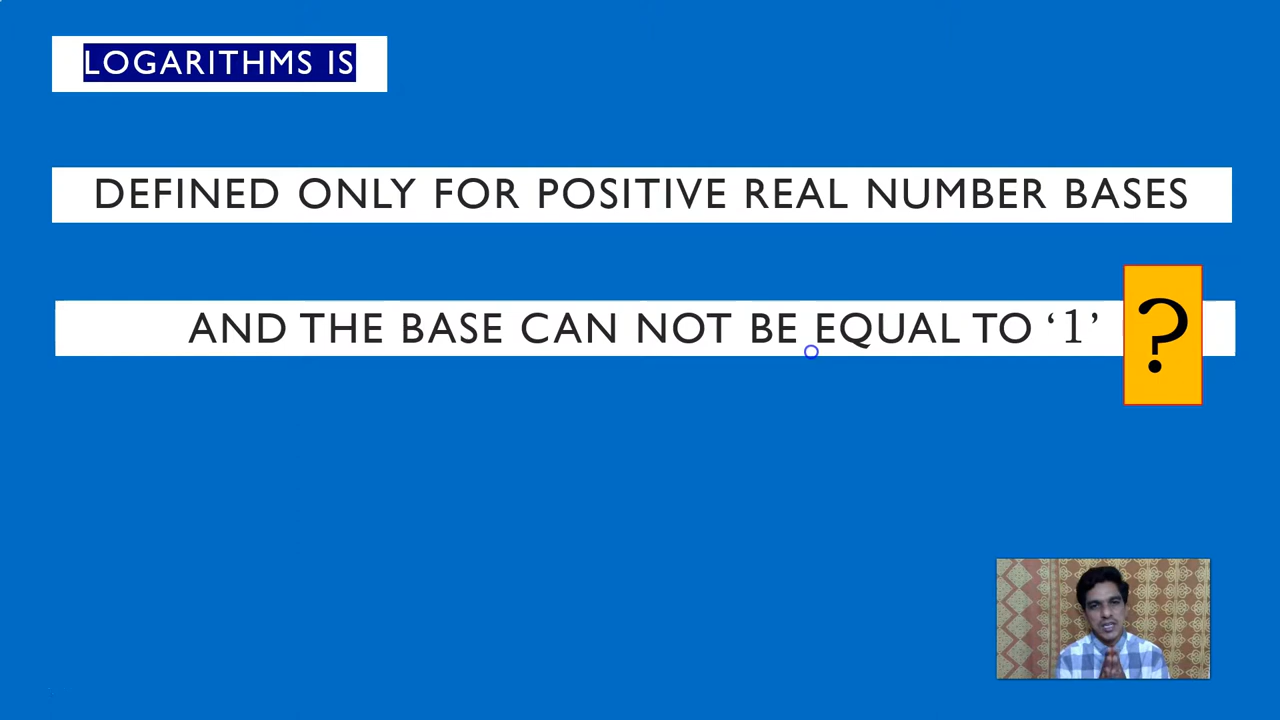 LOGARITHMS IS
DEFINED ONLY FOR POSITIVE REAL NUMBER BASES
AND THE BASE CAN NOT BE EQUAL TO ‘1’ ?